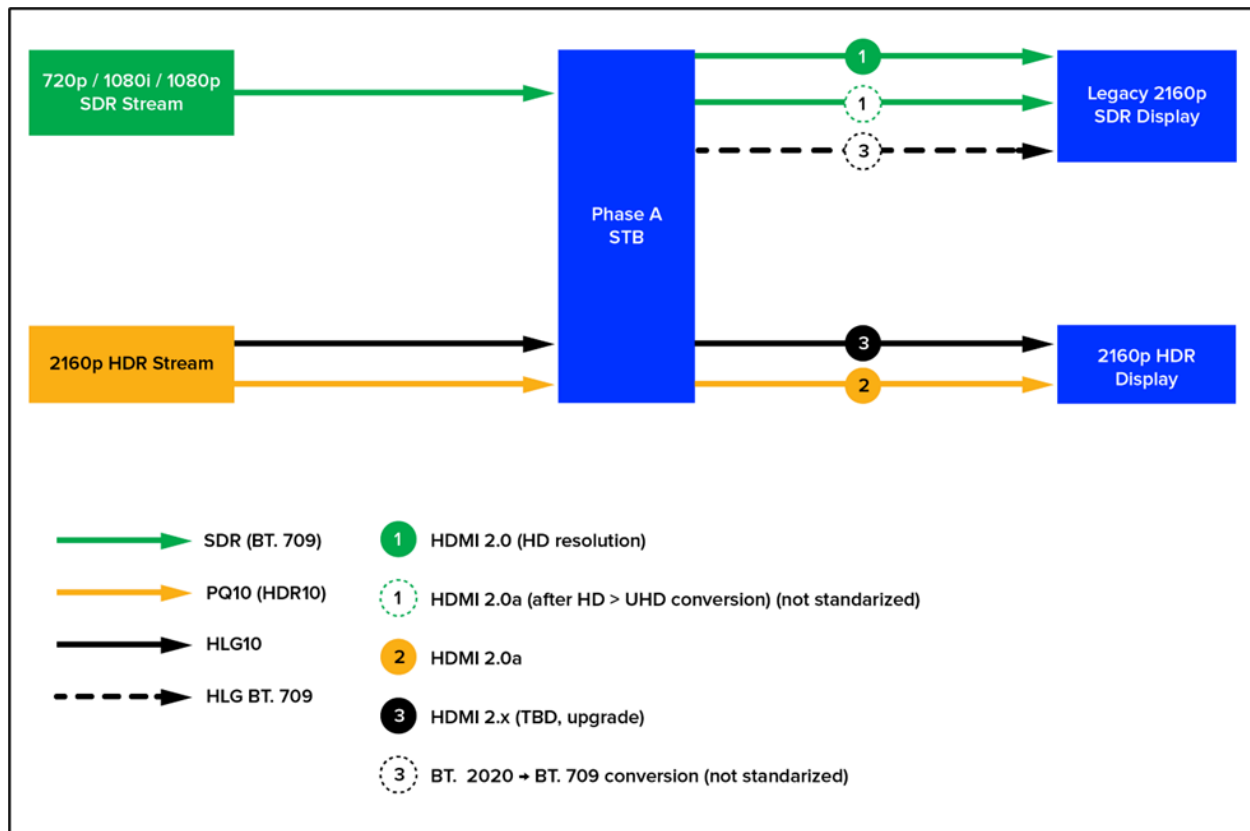 720p / 1080i / 1080p
SDR Stream
1
1
3
Legacy 2160p
SDR Display
Phase A
STB
2160p HDR Stream
3
2
2160p HDR
Display
SDR (BT. 709)
PQ10 (HDR10)
HLG10
HLG BT. 709
1 HDMI 2.0 (HD resolution)
1 HDMI 2.0a (after HD > UHD conversion) (not standarized)
2 HDMI 2.0a
3 HDMI 2.x (TBD, upgrade)
3 BT. 2020 → BT. 709 conversion (not standarized)